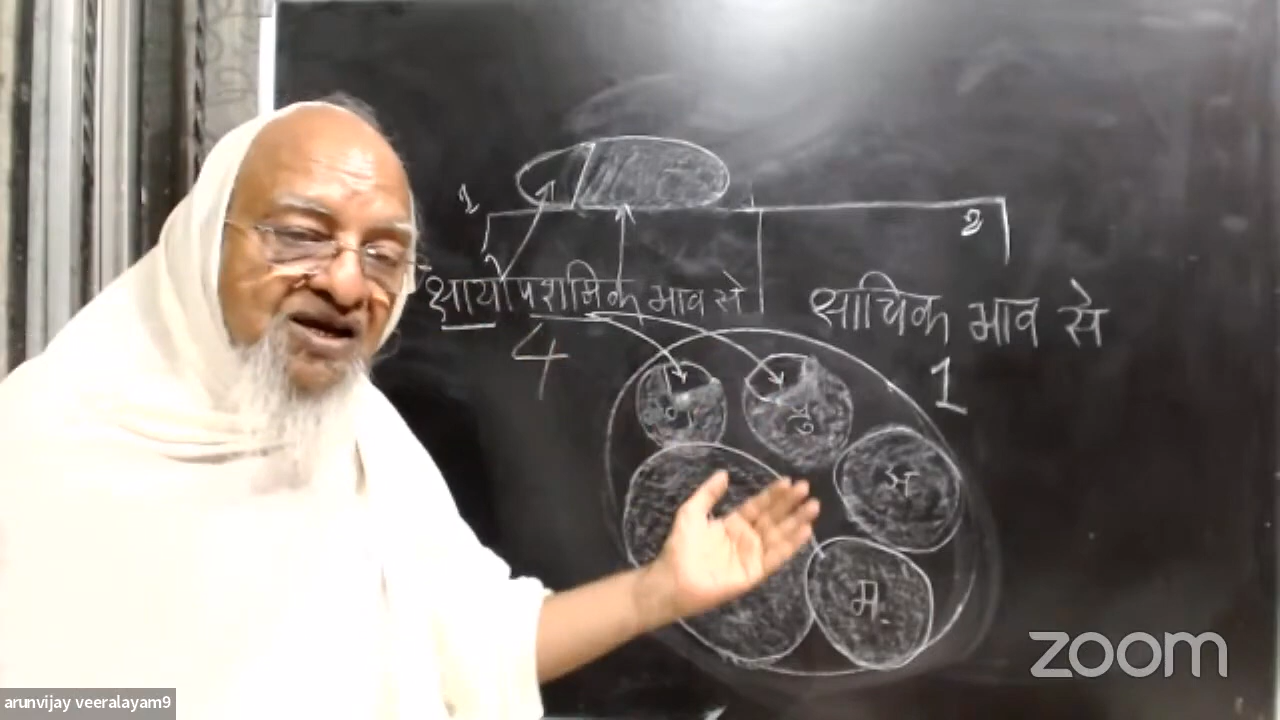 1
2
क्षायोपशमिक भाव से
क्षायिक भाव से
4
1
श्रु
अ
म
zoom
arunvijay veeralayam9